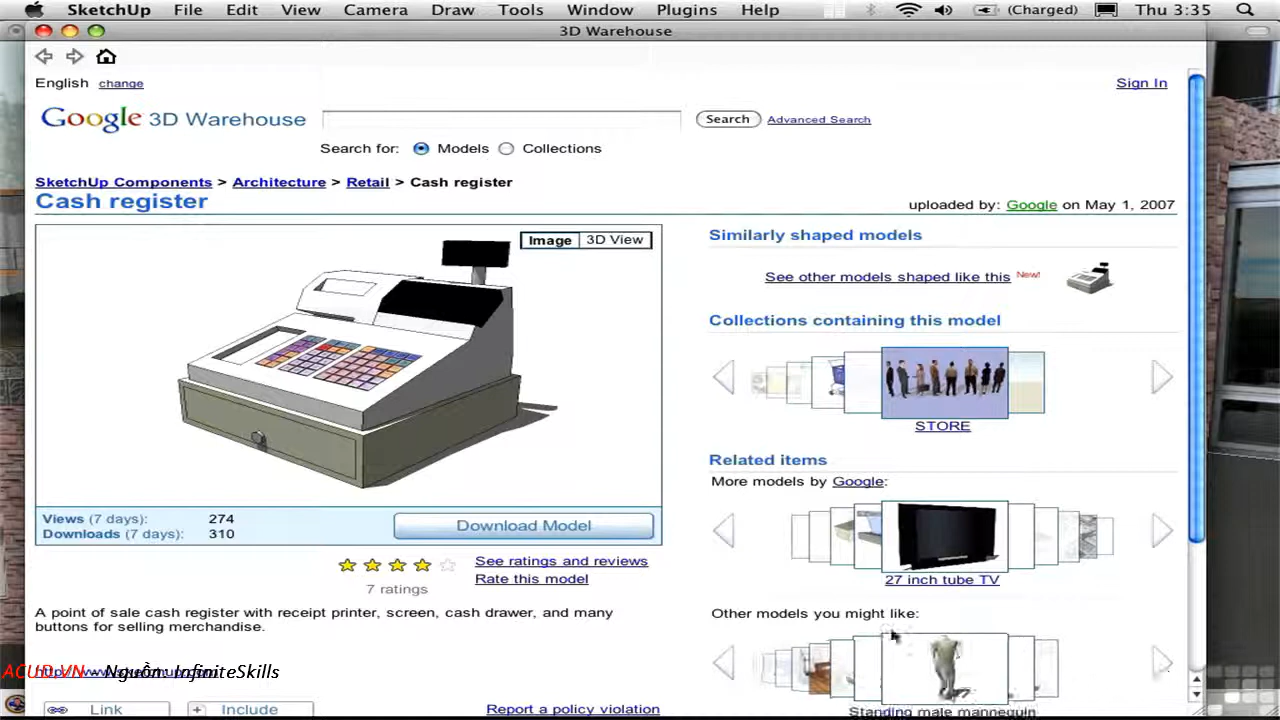 SketchUp File Edit View Camera Draw Tools Window Plugins Help (Charged) Thu 3:35
3D Warehouse
English change
Sign In
Google 3D Warehouse
Search
Advanced Search
Search for: Models Collections
SketchUp Components > Architecture > Retail > Cash register
Cash register
uploaded by: Google on May 1, 2007
Image 3D View
Similarly shaped models
See other models shaped like this New!
Collections containing this model
STORE
Related items
More models by Google:
27 inch tube TV
Other models you might like:
Standing male mannequin
Views (7 days): 274
Downloads (7 days): 310
Download Model
See ratings and reviews
Rate this model
7 ratings
A point of sale cash register with receipt printer, screen, cash drawer, and many
buttons for selling merchandise.
ACUD.VN - Nguồn: InfiniteSkills
Link
Include
Report a policy violation